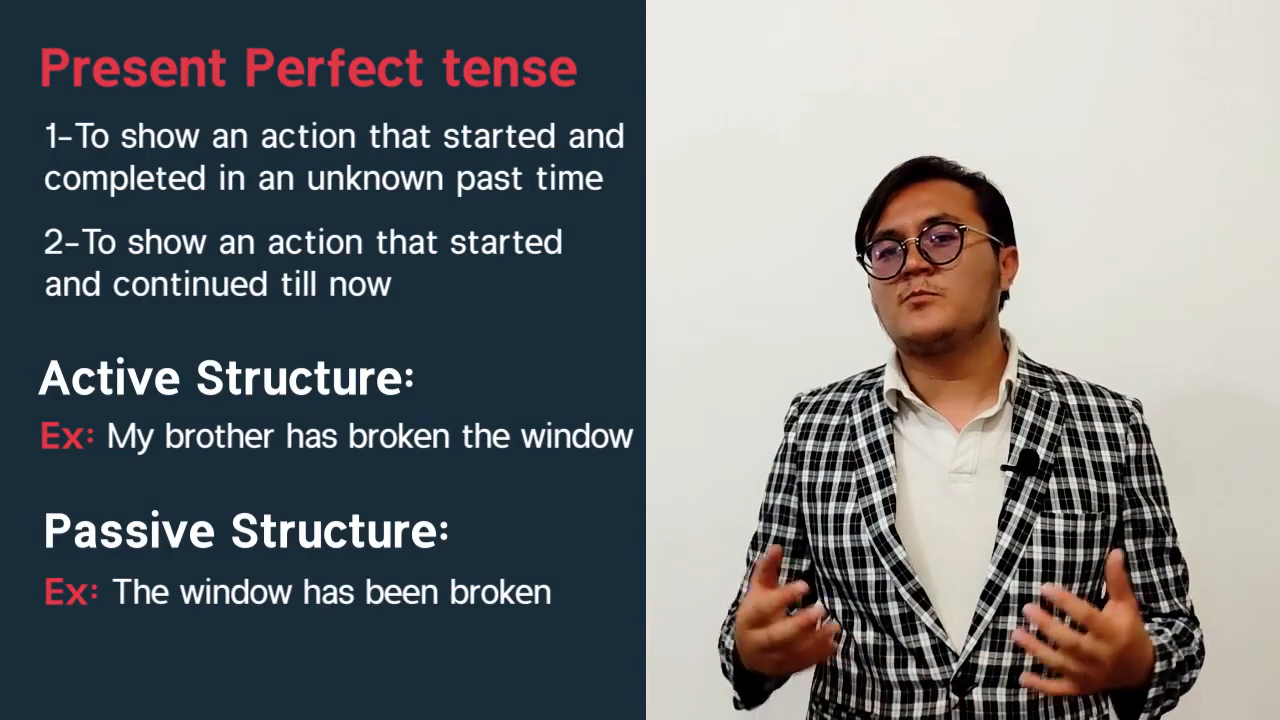 Present Perfect tense
1-To show an action that started and
completed in an unknown past time
2-To show an action that started
and continued till now
Active Structure:
Ex: My brother has broken the window
Passive Structure:
Ex: The window has been broken